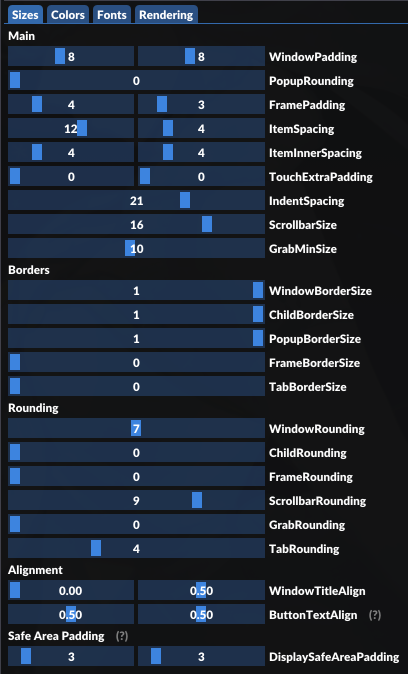 Sizes Colors Fonts Rendering
Main
8 8 WindowPadding
0 PopupRounding
4 3 FramePadding
12 4 ItemSpacing
4 4 ItemInnerSpacing
0 0 TouchExtraPadding
21 IndentSpacing
16 ScrollbarSize
10 GrabMinSize
Borders
1 WindowBorderSize
1 ChildBorderSize
1 PopupBorderSize
0 FrameBorderSize
0 TabBorderSize
Rounding
7 WindowRounding
0 ChildRounding
0 FrameRounding
9 ScrollbarRounding
0 GrabRounding
4 TabRounding
Alignment
0.00 0.50 WindowTitleAlign
0.50 0.50 ButtonTextAlign (?)
Safe Area Padding (?)
3 3 DisplaySafeAreaPadding